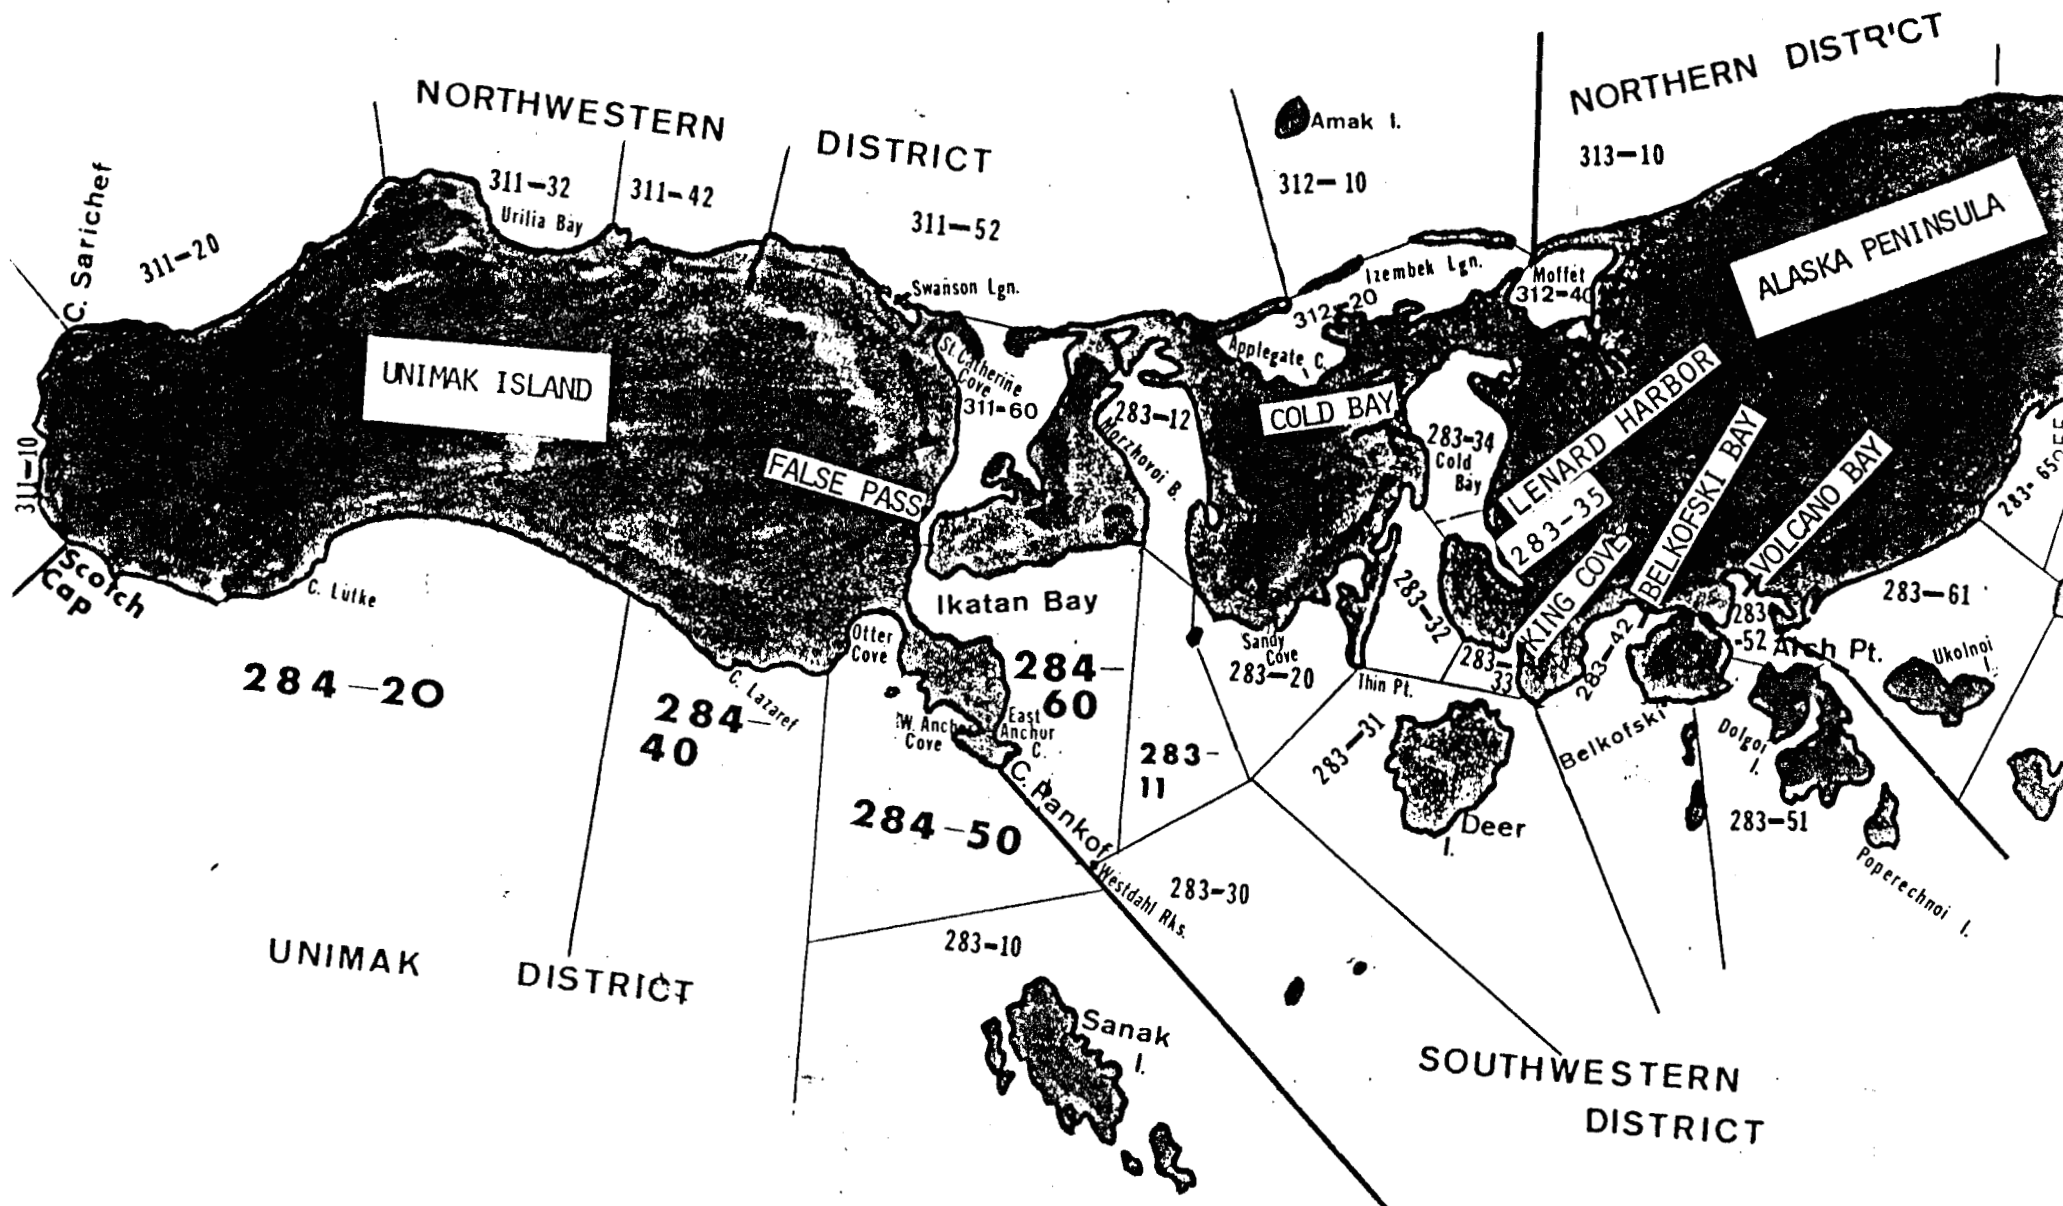 NORTHWESTERN DISTRICT
NORTHERN DISTRICT
C. Sarichef
311-20
311-32
Urilia Bay
311-42
311-52
Amak I.
312-10
313-10
ALASKA PENINSULA
Swanson Lgn.
Izembek Lgn.
312-20
Moffet
312-40
Applegate C.
UNIMAK ISLAND
St. Catherine
Cove
311-60
283-12
Morzhovoi B.
COLD BAY
283-34
Cold
Bay
LENARD HARBOR
283-35
BELKOFSKI BAY
VOLCANO BAY
KING COVE
311-10
FALSE PASS
Scotch
Cap
C. Lutke
Ikatan Bay
Otter
Cove
284-20
284-
40
C. Lazaref
284-
60
W. Anchor
Cove
East
Anchur
C.
C. Pankof
284-50
283-
11
Sandy
Cove
283-20
283-32
283-
33
Thin Pt.
283-31
283-42
283
-52
Arch Pt.
283-61
Ukolnoi
I.
Belkofski
Dolgoi
I.
283-51
Deer
I.
Poperechnoi I.
Westdahl Rks.
283-30
283-10
Sanak
I.
UNIMAK DISTRICT
SOUTHWESTERN
DISTRICT